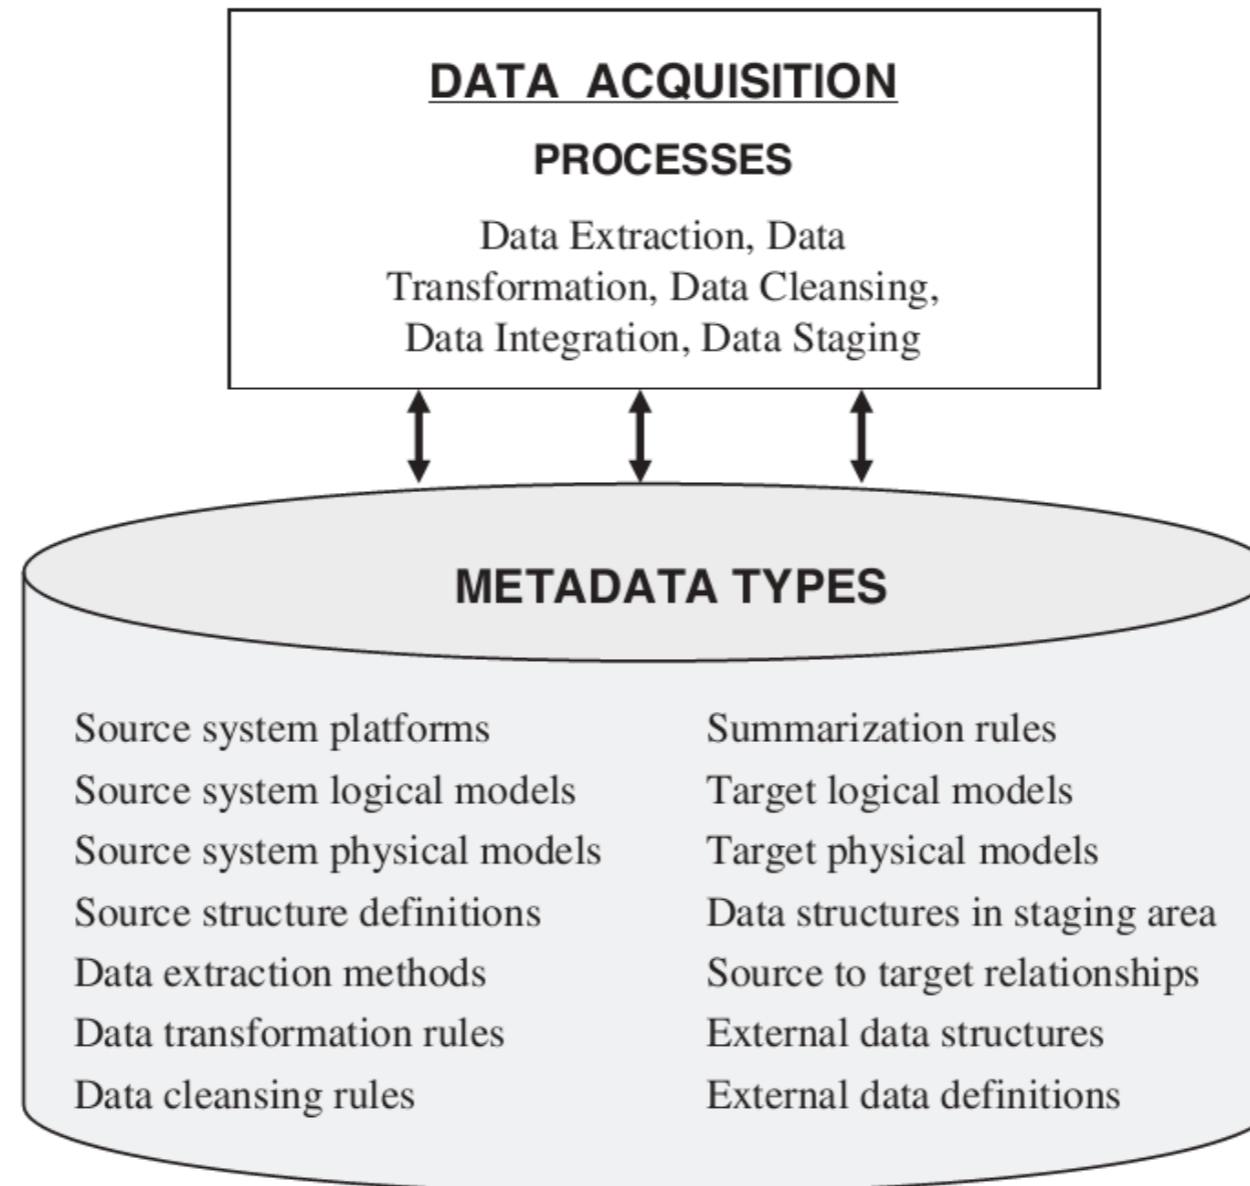 DATA ACQUISITION
PROCESSES
Data Extraction, Data
Transformation, Data Cleansing,
Data Integration, Data Staging
METADATA TYPES
Source system platforms
Source system logical models
Source system physical models
Source structure definitions
Data extraction methods
Data transformation rules
Data cleansing rules
Summarization rules
Target logical models
Target physical models
Data structures in staging area
Source to target relationships
External data structures
External data definitions